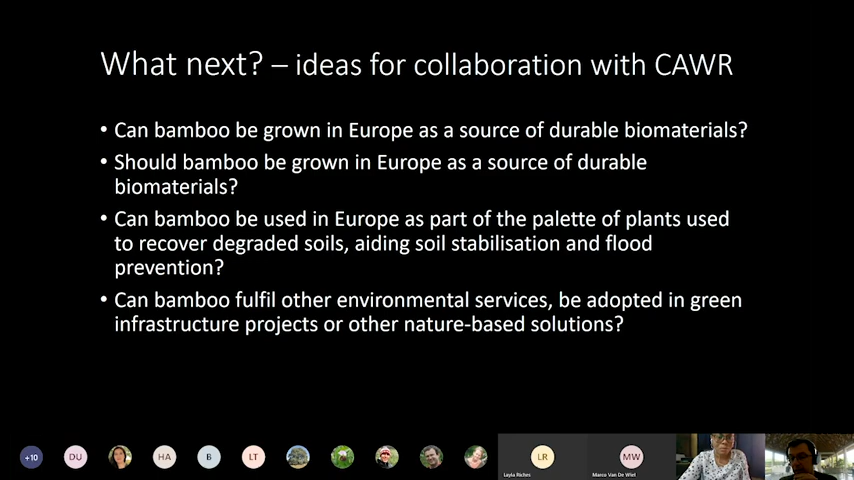 What next? – ideas for collaboration with CAWR
• Can bamboo be grown in Europe as a source of durable biomaterials?
• Should bamboo be grown in Europe as a source of durable
biomaterials?
• Can bamboo be used in Europe as part of the palette of plants used
to recover degraded soils, aiding soil stabilisation and flood
prevention?
• Can bamboo fulfil other environmental services, be adopted in green
infrastructure projects or other nature-based solutions?
+10
DU
HA
B
LT
LR
MW
Layla Riches
Marco Van De Wiel